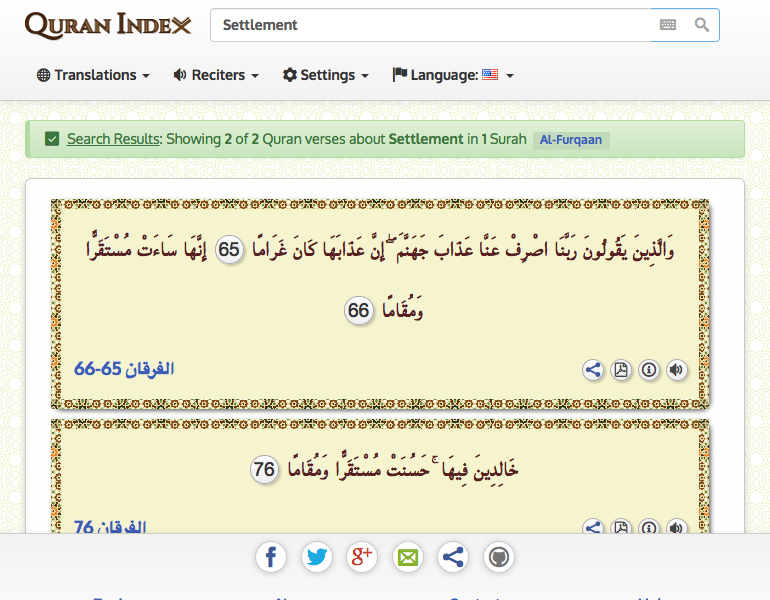 QURAN INDEX
Settlement
Translations
Reciters
Settings
Language:
Search Results: Showing 2 of 2 Quran verses about Settlement in 1 Surah Al-Furqaan
وَالَّذِينَ يَقُولُونَ رَبَّنَا اصْرِفْ عَنَّا عَذَابَ جَهَنَّمَ ۖ إِنَّ عَذَابَهَا كَانَ غَرَامًا 65 إِنَّهَا سَاءَتْ مُسْتَقَرًّا
وَمُقَامًا 66
الفرقان 65-66
خَالِدِينَ فِيهَا ۚ حَسُنَتْ مُسْتَقَرًّا وَمُقَامًا 76
الفرقان 76